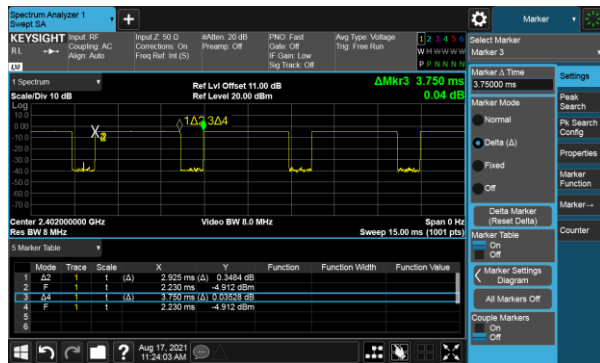 Spectrum Analyzer 1
Swept SA
Marker
KEYSIGHT Input: RF Input Z: 50 Ω #Atten: 20 dB PNO: Fast Avg Type: Voltage 1 2 3 4 5 6
RL Coupling: AC Corrections: On Preamp: Off Gate: Off Trig: Free Run W W W W W W
Align: Auto Freq Ref: Int (S) IF Gain: Low P P N N N N
Sig Track: Off
LXI
Select Marker
Marker 3
1 Spectrum
Scale/Div 10 dB
Ref Lvl Offset 11.00 dB
Ref Level 20.00 dBm
ΔMkr3 3.750 ms
0.04 dB
Log
10.0
0.00
-10.0
-20.0
-30.0
-40.0
-50.0
-60.0
-70.0
1Δ2 3Δ4
Center 2.402000000 GHz Video BW 8.0 MHz Span 0 Hz
Res BW 8 MHz Sweep 15.00 ms (1001 pts)
5 Marker Table
Mode Trace Scale X Y Function Function Width Function Value
1 Δ2 1 t (Δ) 2.925 ms (Δ) 0.3484 dB
2 F 1 t 2.230 ms -4.912 dBm
3 Δ4 1 t (Δ) 3.750 ms (Δ) 0.03528 dB
4 F 1 t 2.230 ms -4.912 dBm
5
6
Marker Δ Time
3.75000 ms
Marker Mode
Normal
Delta (Δ)
Fixed
Off
Delta Marker
(Reset Delta)
Marker Table
On
Off
Marker Settings
Diagram
All Markers Off
Couple Markers
On
Off
Settings
Peak
Search
Pk Search
Config
Properties
Marker
Function
Marker→
Counter
Aug 17, 2021
11:24:03 AM